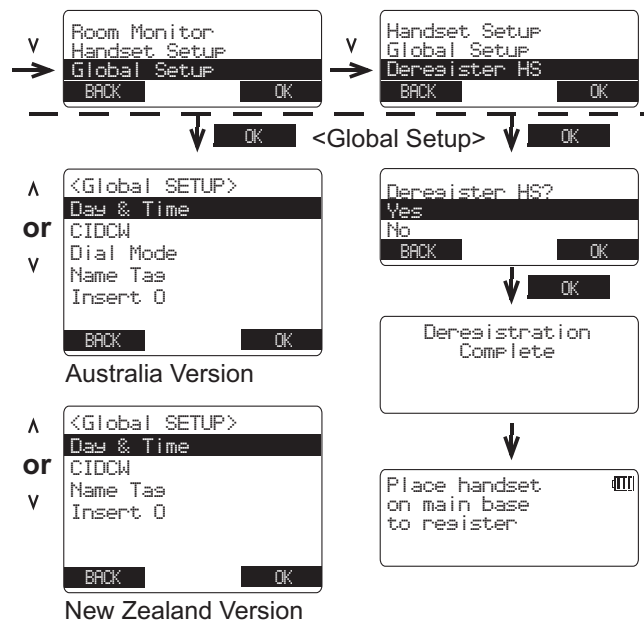 Room Monitor
Handset Setup
Global Setup
BACK OK
Handset Setup
Global Setup
Deregister HS
BACK OK
OK <Global Setup> OK
<Global SETUP>
Day & Time
CIDCW
Dial Mode
Name Tag
Insert 0
BACK OK
Australia Version
or
Deregister HS?
Yes
No
BACK OK
OK
Deregistration
Complete
<Global SETUP>
Day & Time
CIDCW
Name Tag
Insert 0
BACK OK
New Zealand Version
or
Place handset
on main base
to register